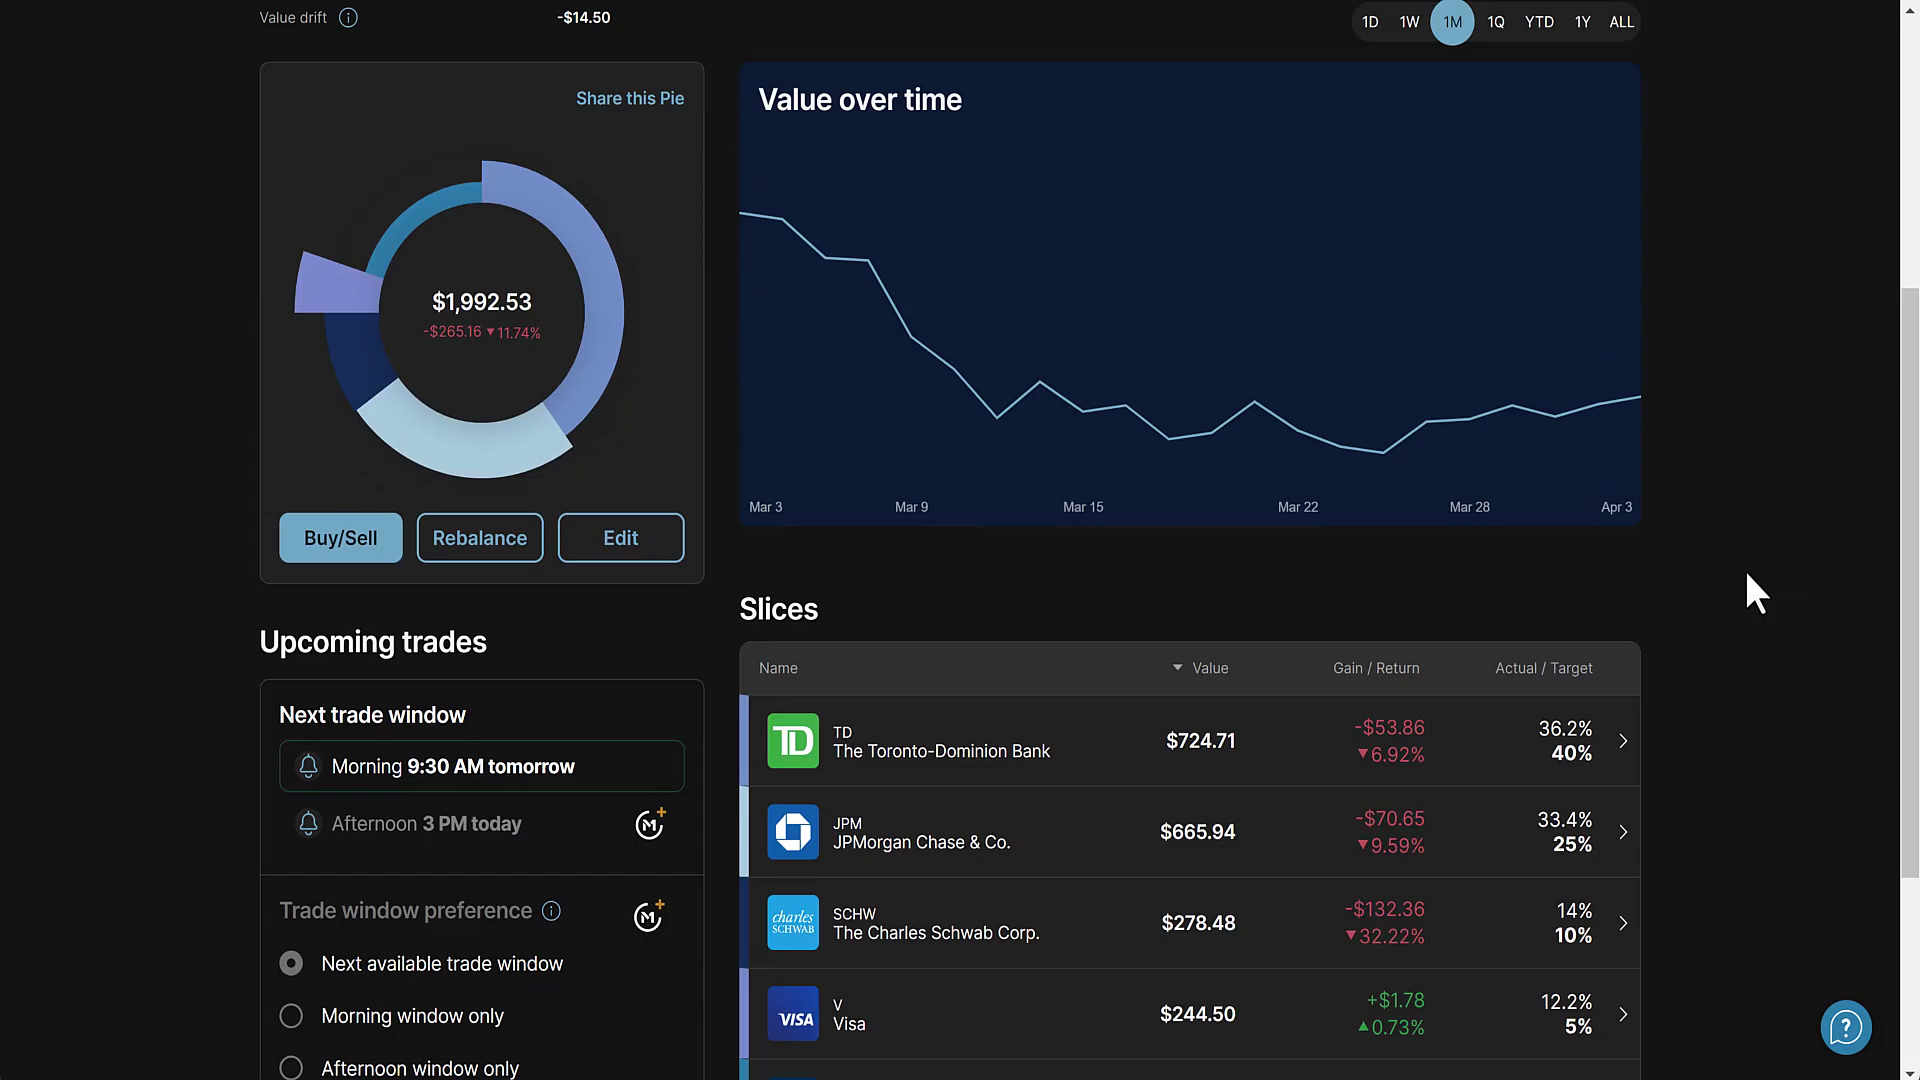 Value drift
-$14.50
1D 1W 1M 1Q YTD 1Y ALL
Share this Pie
$1,992.53
-$265.16 ▼ 11.74%
Buy/Sell
Rebalance
Edit
Value over time
Mar 3 Mar 9 Mar 15 Mar 22 Mar 28 Apr 3
Upcoming trades
Next trade window
Morning 9:30 AM tomorrow
Afternoon 3 PM today
M+
Trade window preference
M+
Next available trade window
Morning window only
Afternoon window only
Slices
Name ▼ Value Gain / Return Actual / Target
TD
TD
The Toronto-Dominion Bank
$724.71
-$53.86
▼6.92%
36.2%
40%
JPM
JPMorgan Chase & Co.
$665.94
-$70.65
▼9.59%
33.4%
25%
charles
SCHWAB
SCHW
The Charles Schwab Corp.
$278.48
-$132.36
▼32.22%
14%
10%
VISA
V
Visa
$244.50
+$1.78
▲0.73%
12.2%
5%
?